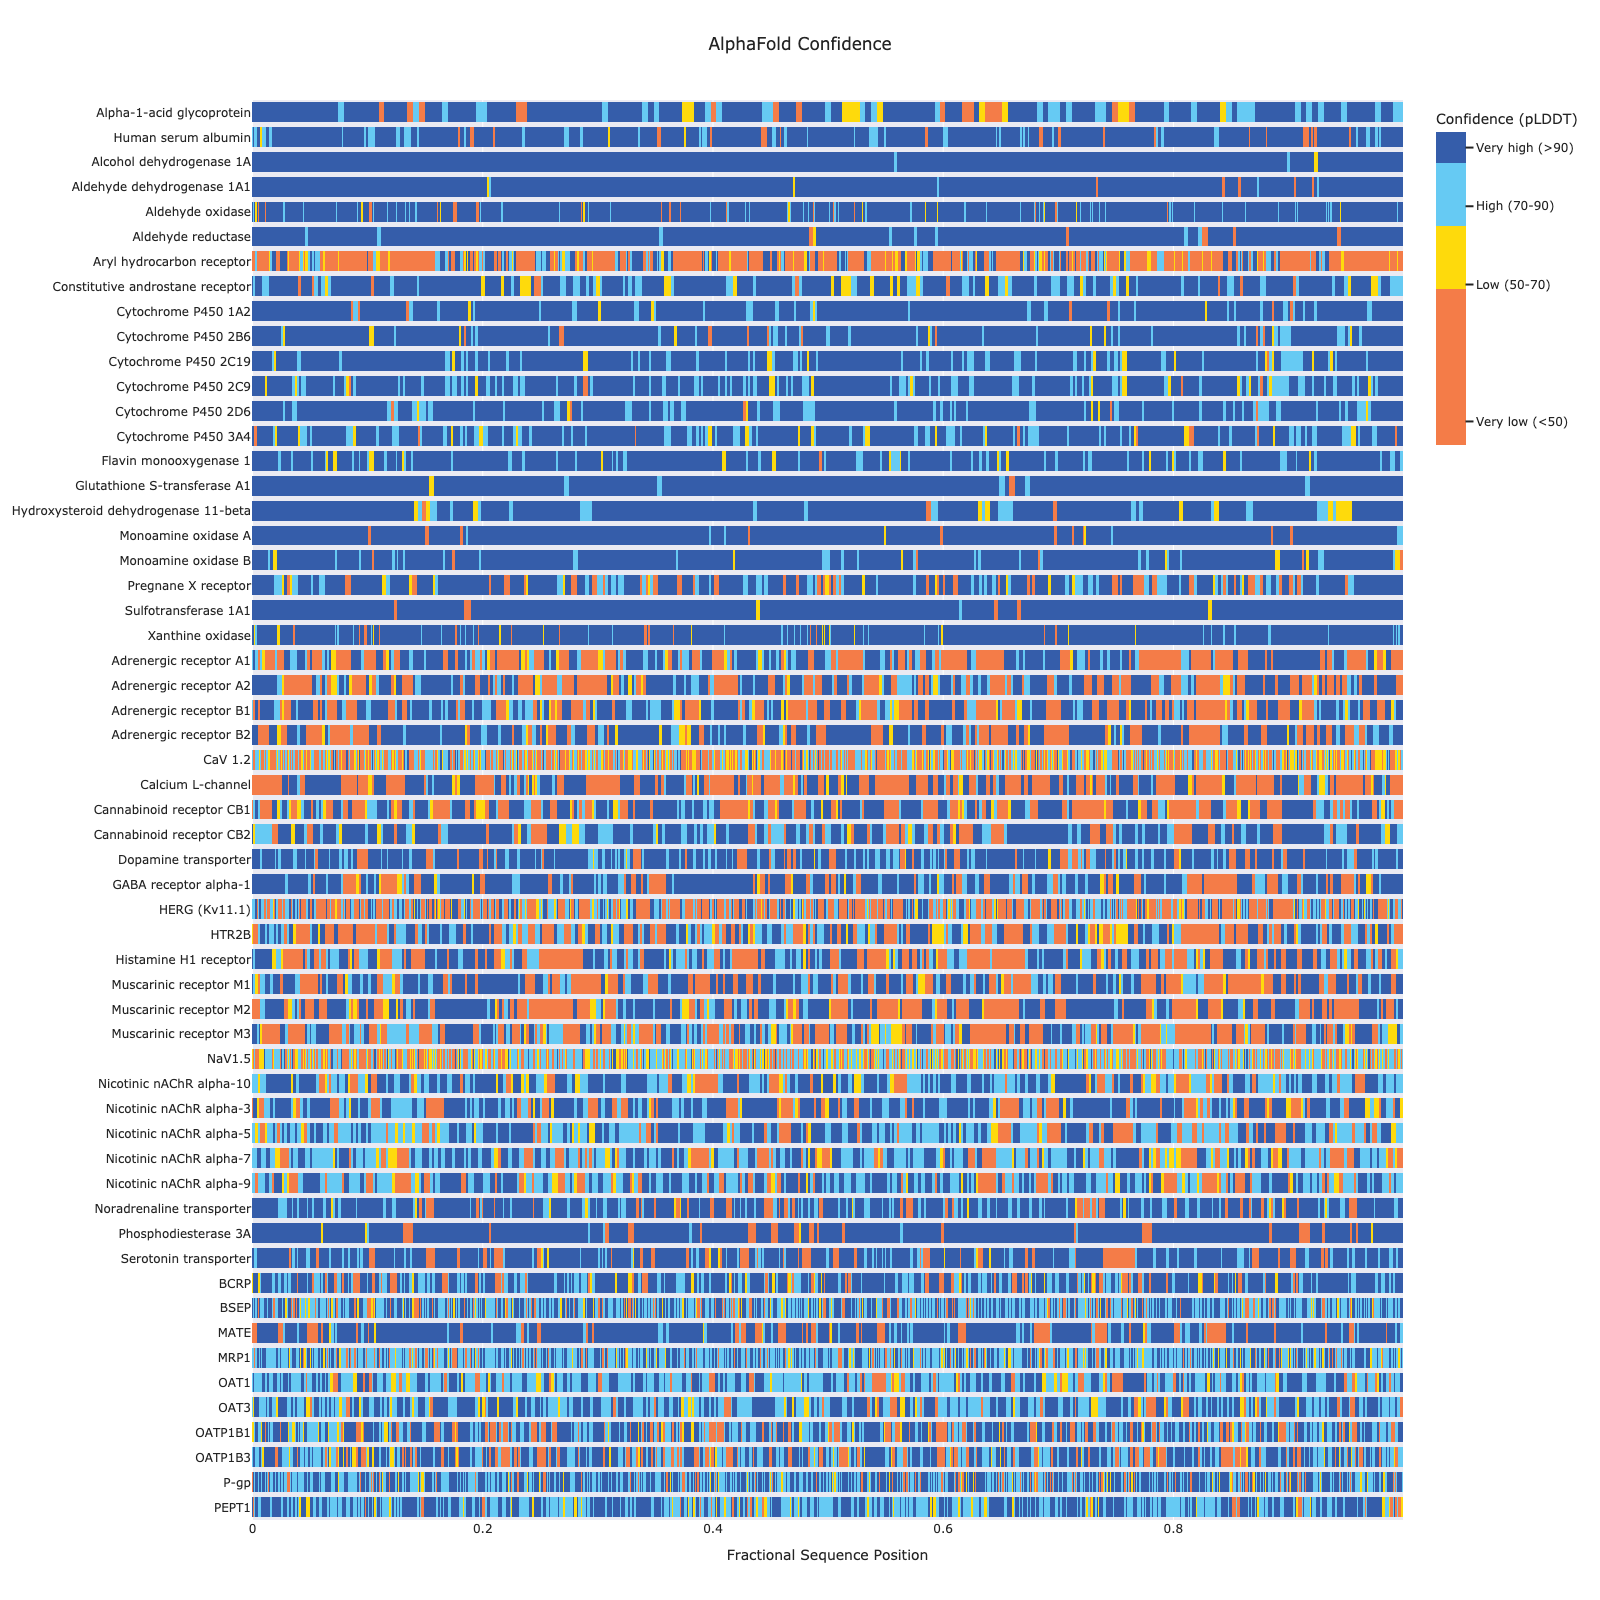 AlphaFold Confidence
Alpha-1-acid glycoprotein
Human serum albumin
Alcohol dehydrogenase 1A
Aldehyde dehydrogenase 1A1
Aldehyde oxidase
Aldehyde reductase
Aryl hydrocarbon receptor
Constitutive androstane receptor
Cytochrome P450 1A2
Cytochrome P450 2B6
Cytochrome P450 2C19
Cytochrome P450 2C9
Cytochrome P450 2D6
Cytochrome P450 3A4
Flavin monooxygenase 1
Glutathione S-transferase A1
Hydroxysteroid dehydrogenase 11-beta
Monoamine oxidase A
Monoamine oxidase B
Pregnane X receptor
Sulfotransferase 1A1
Xanthine oxidase
Adrenergic receptor A1
Adrenergic receptor A2
Adrenergic receptor B1
Adrenergic receptor B2
CaV 1.2
Calcium L-channel
Cannabinoid receptor CB1
Cannabinoid receptor CB2
Dopamine transporter
GABA receptor alpha-1
HERG (Kv11.1)
HTR2B
Histamine H1 receptor
Muscarinic receptor M1
Muscarinic receptor M2
Muscarinic receptor M3
NaV1.5
Nicotinic nAChR alpha-10
Nicotinic nAChR alpha-3
Nicotinic nAChR alpha-5
Nicotinic nAChR alpha-7
Nicotinic nAChR alpha-9
Noradrenaline transporter
Phosphodiesterase 3A
Serotonin transporter
BCRP
BSEP
MATE
MRP1
OAT1
OAT3
OATP1B1
OATP1B3
P-gp
PEPT1
0 0.2 0.4 0.6 0.8
Fractional Sequence Position
Confidence (pLDDT)
Very high (>90)
High (70-90)
Low (50-70)
Very low (<50)